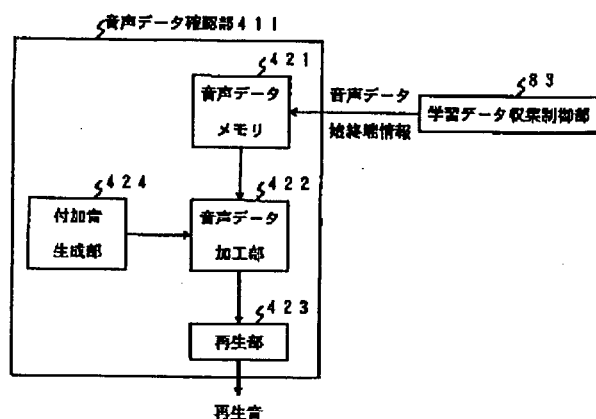 音声データ確認部411
421
音声データ
メモリ
音声データ
始終端情報
83
学習データ収集制御部
424
付加音
生成部
422
音声データ
加工部
423
再生部
再生音